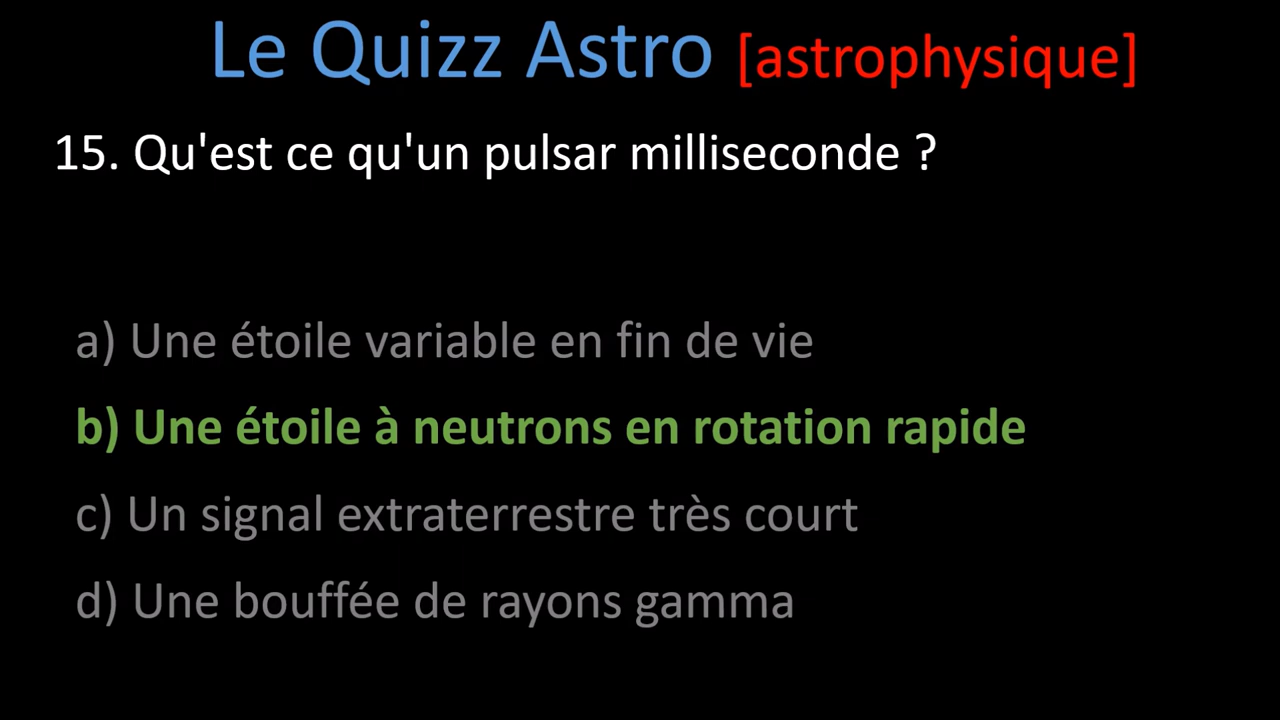 Le Quizz Astro [astrophysique]
15. Qu'est ce qu'un pulsar milliseconde ?
a) Une étoile variable en fin de vie
b) Une étoile à neutrons en rotation rapide
c) Un signal extraterrestre très court
d) Une bouffée de rayons gamma